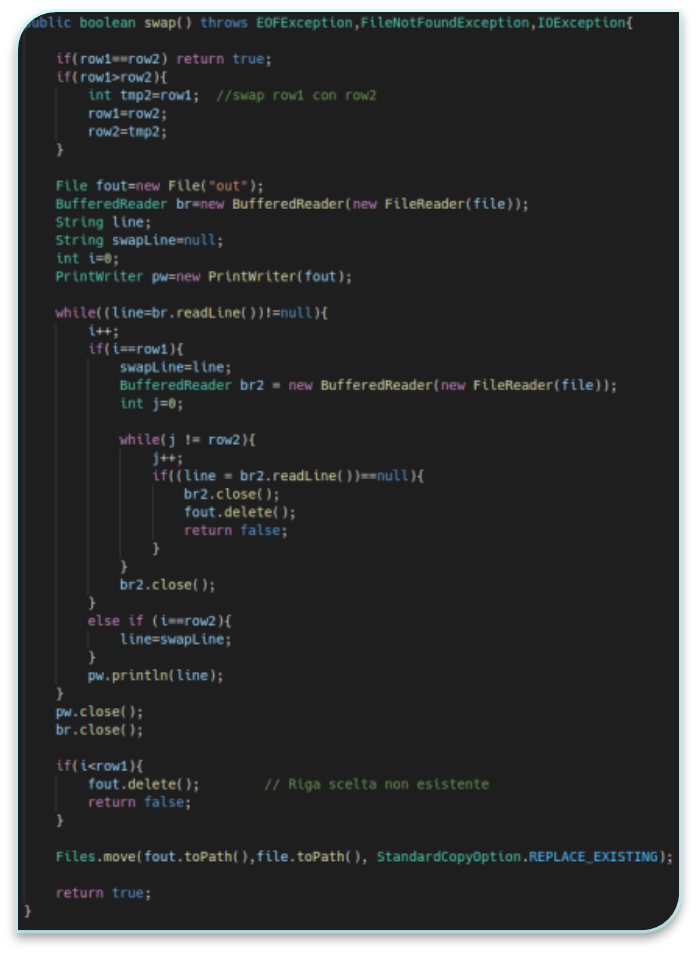 public boolean swap() throws EOFException,FileNotFoundException,IOException{
if(row1==row2) return true;
if(row1>row2){
int tmp2=row1;  //swap row1 con row2
row1=row2;
row2=tmp2;
}
File fout=new File("out");
BufferedReader br=new BufferedReader(new FileReader(file));
String line;
String swapLine=null;
int i=0;
PrintWriter pw=new PrintWriter(fout);
while((line=br.readLine())!=null){
i++;
if(i==row1){
swapLine=line;
BufferedReader br2 = new BufferedReader(new FileReader(file));
int j=0;
while(j != row2){
j++;
if((line = br2.readLine())==null){
br2.close();
fout.delete();
return false;
}
}
br2.close();
}
else if (i==row2){
line=swapLine;
}
pw.println(line);
}
pw.close();
br.close();
if(i<row1){
fout.delete();        // Riga scelta non esistente
return false;
}
Files.move(fout.toPath(),file.toPath(), StandardCopyOption.REPLACE_EXISTING);
return true;
}